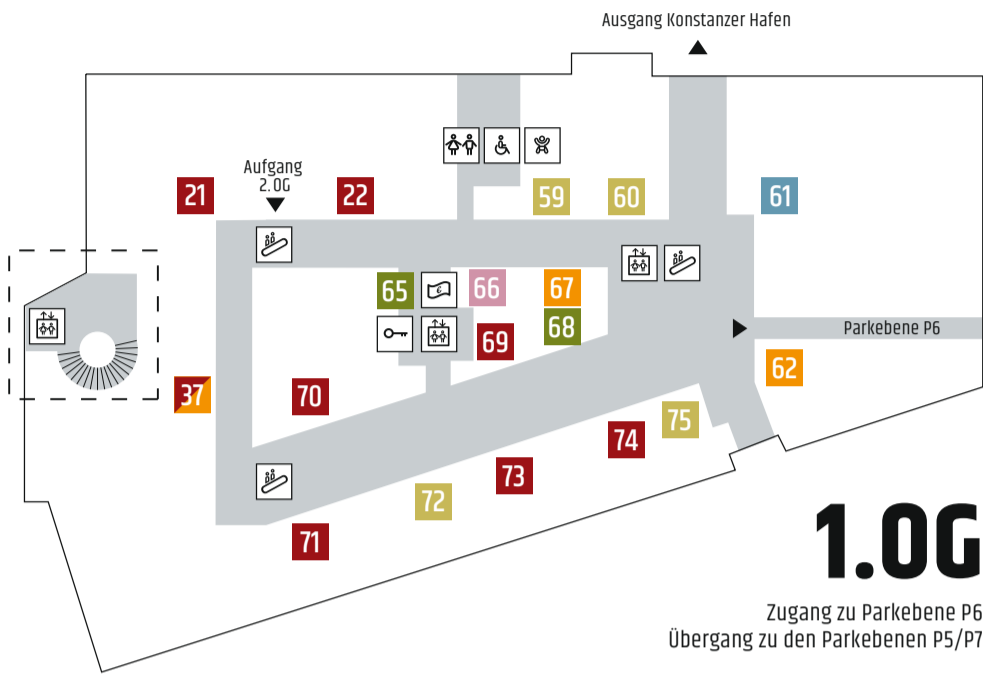 Ausgang Konstanzer Hafen
Aufgang
2. OG
21
22
59
60
61
65
€
66
67
68
69
Parkebene P6
37
70
62
75
74
73
72
71
1.OG
Zugang zu Parkebene P6
Übergang zu den Parkebenen P5/P7